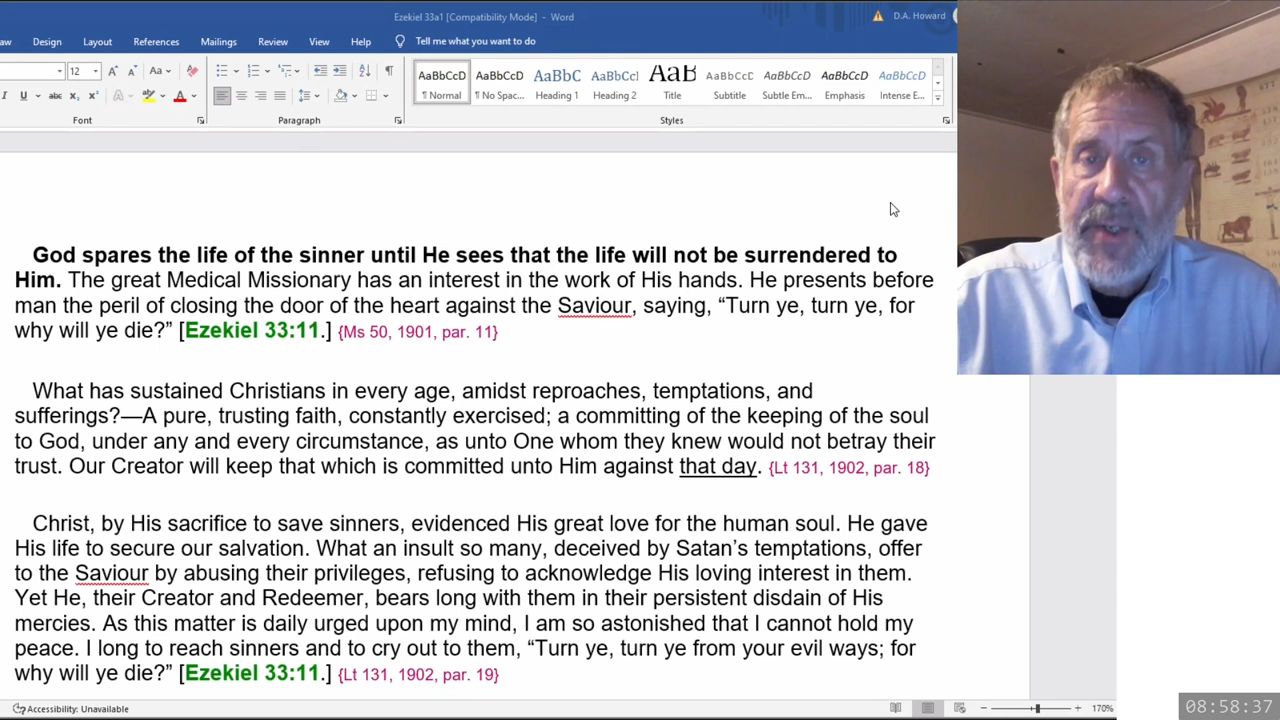 Ezekiel 33a1 [Compatibility Mode] - Word
D.A. Howard
aw Design Layout References Mailings Review View Help Tell me what you want to do
12 A A Aa
I U abc x₂ x² A A
AaBbCcD AaBbCcD AaBbC AaBbCcI AaB AaBbCcD AaBbCcD AaBbCcD AaBbCcD
¶ Normal ¶ No Spac... Heading 1 Heading 2 Title Subtitle Subtle Em... Emphasis Intense E...
Font Paragraph Styles
God spares the life of the sinner until He sees that the life will not be surrendered to
Him. The great Medical Missionary has an interest in the work of His hands. He presents before
man the peril of closing the door of the heart against the Saviour, saying, “Turn ye, turn ye, for
why will ye die?” [Ezekiel 33:11.] {Ms 50, 1901, par. 11}
What has sustained Christians in every age, amidst reproaches, temptations, and
sufferings?—A pure, trusting faith, constantly exercised; a committing of the keeping of the soul
to God, under any and every circumstance, as unto One whom they knew would not betray their
trust. Our Creator will keep that which is committed unto Him against that day. {Lt 131, 1902, par. 18}
Christ, by His sacrifice to save sinners, evidenced His great love for the human soul. He gave
His life to secure our salvation. What an insult so many, deceived by Satan’s temptations, offer
to the Saviour by abusing their privileges, refusing to acknowledge His loving interest in them.
Yet He, their Creator and Redeemer, bears long with them in their persistent disdain of His
mercies. As this matter is daily urged upon my mind, I am so astonished that I cannot hold my
peace. I long to reach sinners and to cry out to them, “Turn ye, turn ye from your evil ways; for
why will ye die?” [Ezekiel 33:11.] {Lt 131, 1902, par. 19}
Accessibility: Unavailable
170%
08:58:37